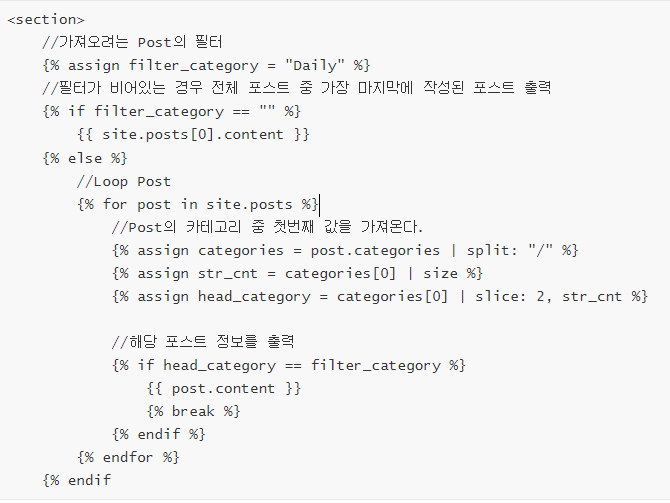 <section>
    //가져오려는 Post의 필터
    {% assign filter_category = "Daily" %}
    //필터가 비어있는 경우 전체 포스트 중 가장 마지막에 작성된 포스트 출력
    {% if filter_category == "" %}
        {{ site.posts[0].content }}
    {% else %}
        //Loop Post
        {% for post in site.posts %}
            //Post의 카테고리 중 첫번째 값을 가져온다.
            {% assign categories = post.categories | split: "/" %}
            {% assign str_cnt = categories[0] | size %}
            {% assign head_category = categories[0] | slice: 2, str_cnt %}

            //해당 포스트 정보를 출력
            {% if head_category == filter_category %}
                {{ post.content }}
                {% break %}
            {% endif %}
        {% endfor %}
    {% endif